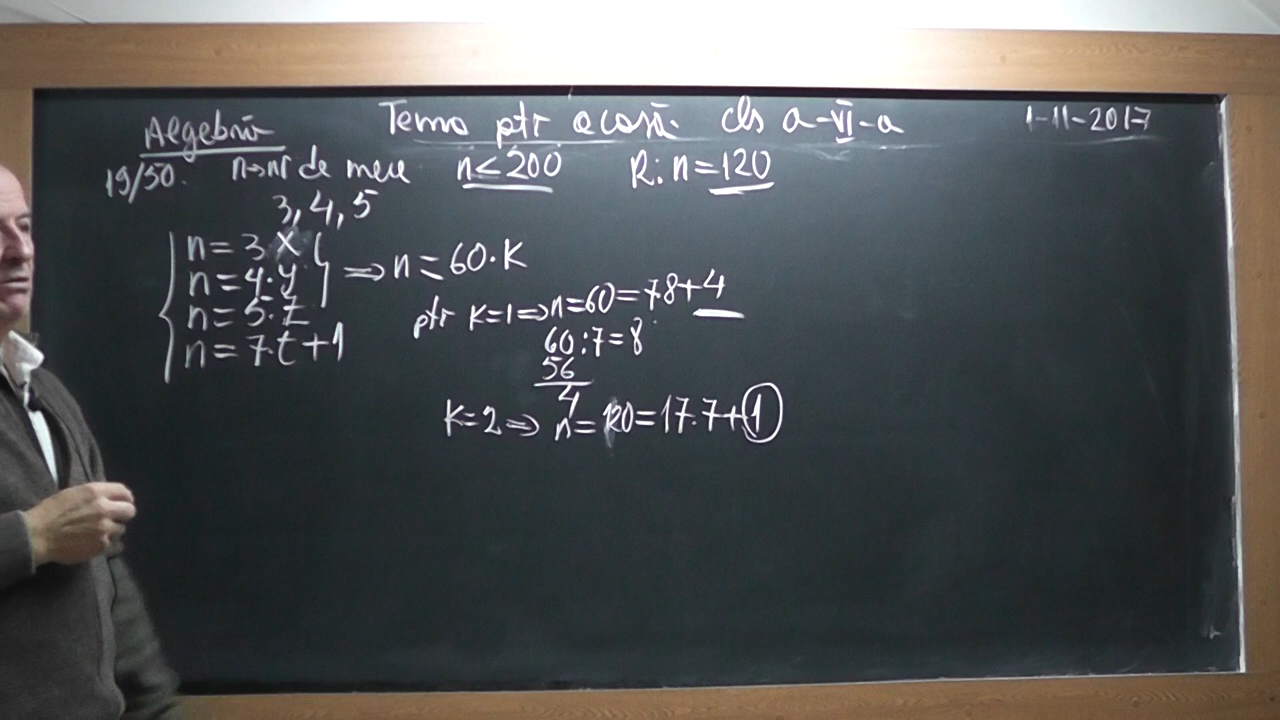 Algebră Temă ptr acasă cls a-VI-a 1-11-2017
19/50. n→nr de mere n<200 R: n=120
3, 4, 5
n=3·x
n=4·y ⇒ n=60·K
n=5·z
n=7·t+1
ptr K=1⇒n=60=7·8+4
60:7=8
56
4
K=2⇒ n=120=17·7+1